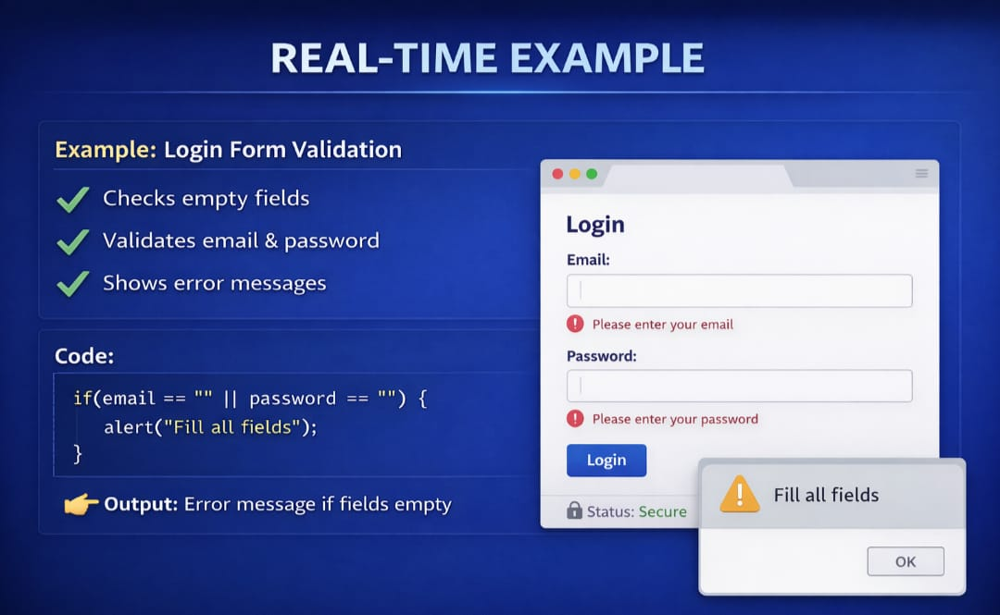 REAL-TIME EXAMPLE
Example: Login Form Validation
Checks empty fields
Validates email & password
Shows error messages
Code:
if(email == "" || password == "") {
alert("Fill all fields");
}
Output: Error message if fields empty
Login
Email:
Please enter your email
Password:
Please enter your password
Login
Status: Secure
Fill all fields
OK